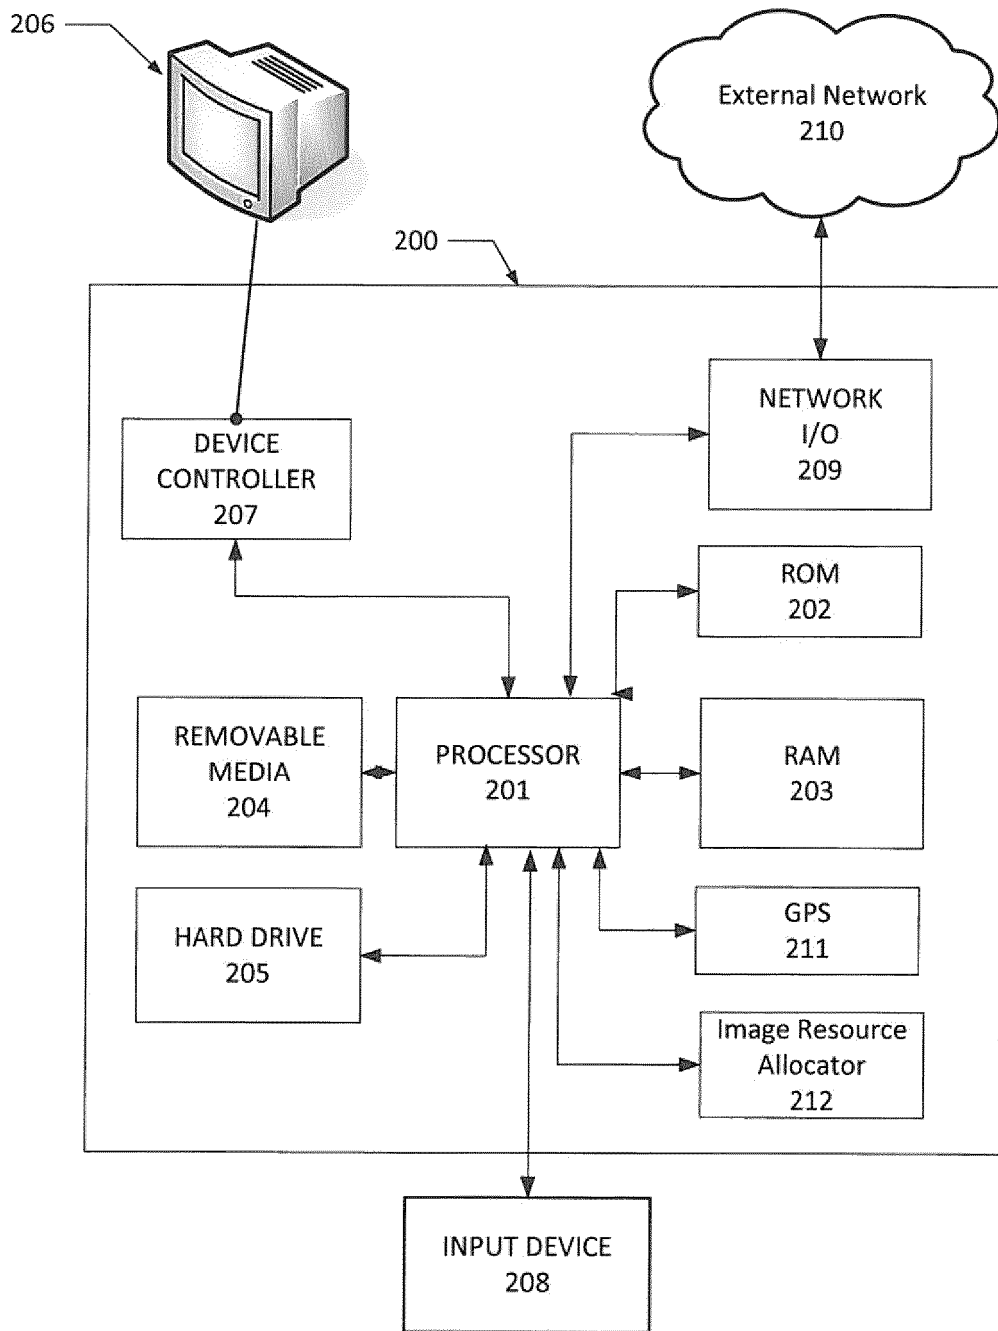 206
External Network
210
200
NETWORK
I/O
209
DEVICE
CONTROLLER
207
ROM
202
REMOVABLE
MEDIA
204
PROCESSOR
201
RAM
203
HARD DRIVE
205
GPS
211
Image Resource
Allocator
212
INPUT DEVICE
208